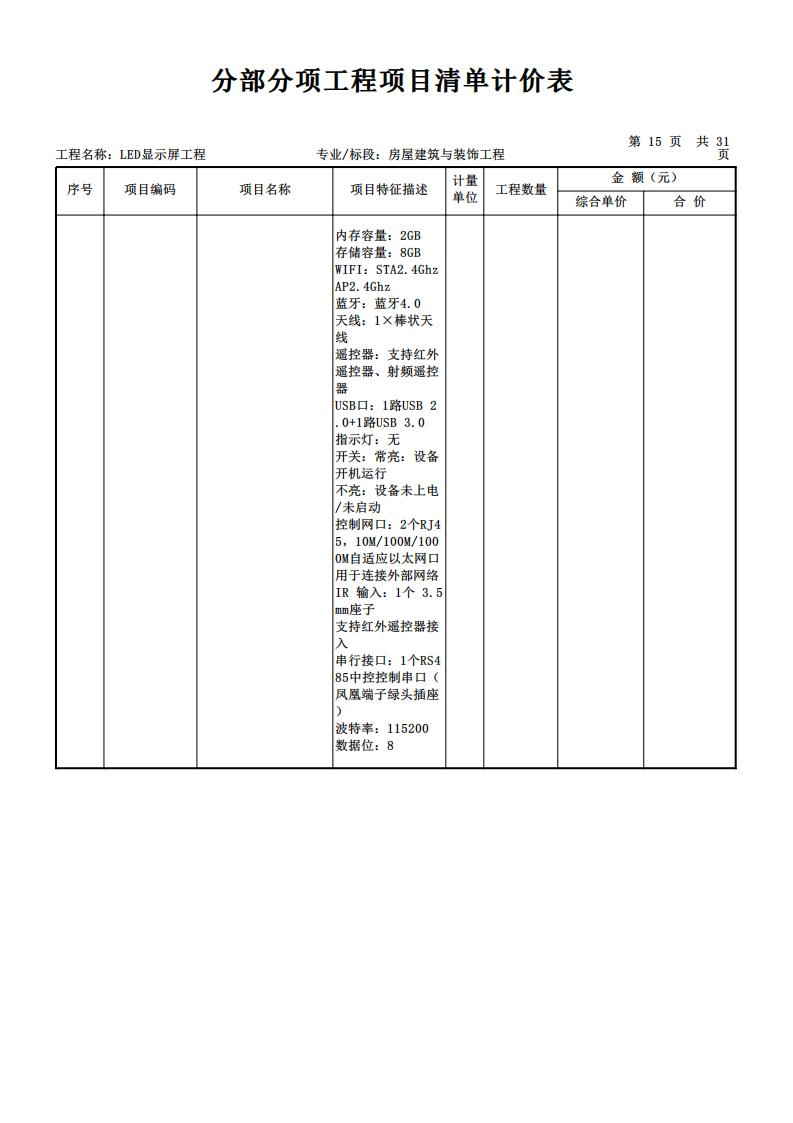 分部分项工程项目清单计价表
第 15 页 共 31
页
工程名称：LED显示屏工程 专业/标段：房屋建筑与装饰工程
序号 项目编码 项目名称 项目特征描述 计量
单位 工程数量 金 额（元）
综合单价 合 价
内存容量：2GB
存储容量：8GB
WIFI：STA2.4Ghz
AP2.4Ghz
蓝牙：蓝牙4.0
天线：1×棒状天
线
遥控器：支持红外
遥控器、射频遥控
器
USB口：1路USB 2
.0+1路USB 3.0
指示灯：无
开关：常亮：设备
开机运行
不亮：设备未上电
/未启动
控制网口：2个RJ4
5，10M/100M/100
0M自适应以太网口
用于连接外部网络
IR 输入：1个 3.5
mm座子
支持红外遥控器接
入
串行接口：1个RS4
85中控控制串口（
凤凰端子绿头插座
）
波特率：115200
数据位：8